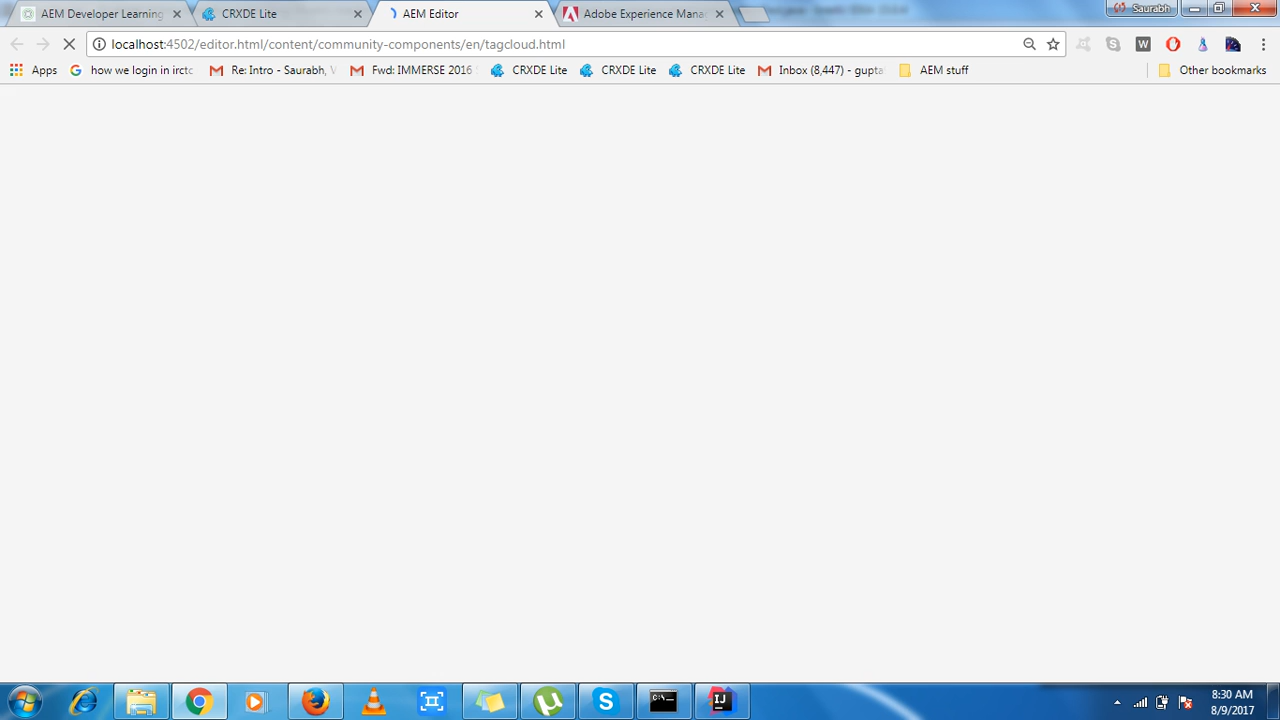 AEM Developer Learning
CRXDE Lite
AEM Editor
Adobe Experience Mana
Saurabh
localhost:4502/editor.html/content/community-components/en/tagcloud.html
W
Apps
how we login in irctc
Re: Intro - Saurabh, V
Fwd: IMMERSE 2016
CRXDE Lite
CRXDE Lite
CRXDE Lite
Inbox (8,447) - gupta
AEM stuff
Other bookmarks
C:\.
IJ
8:30 AM
8/9/2017